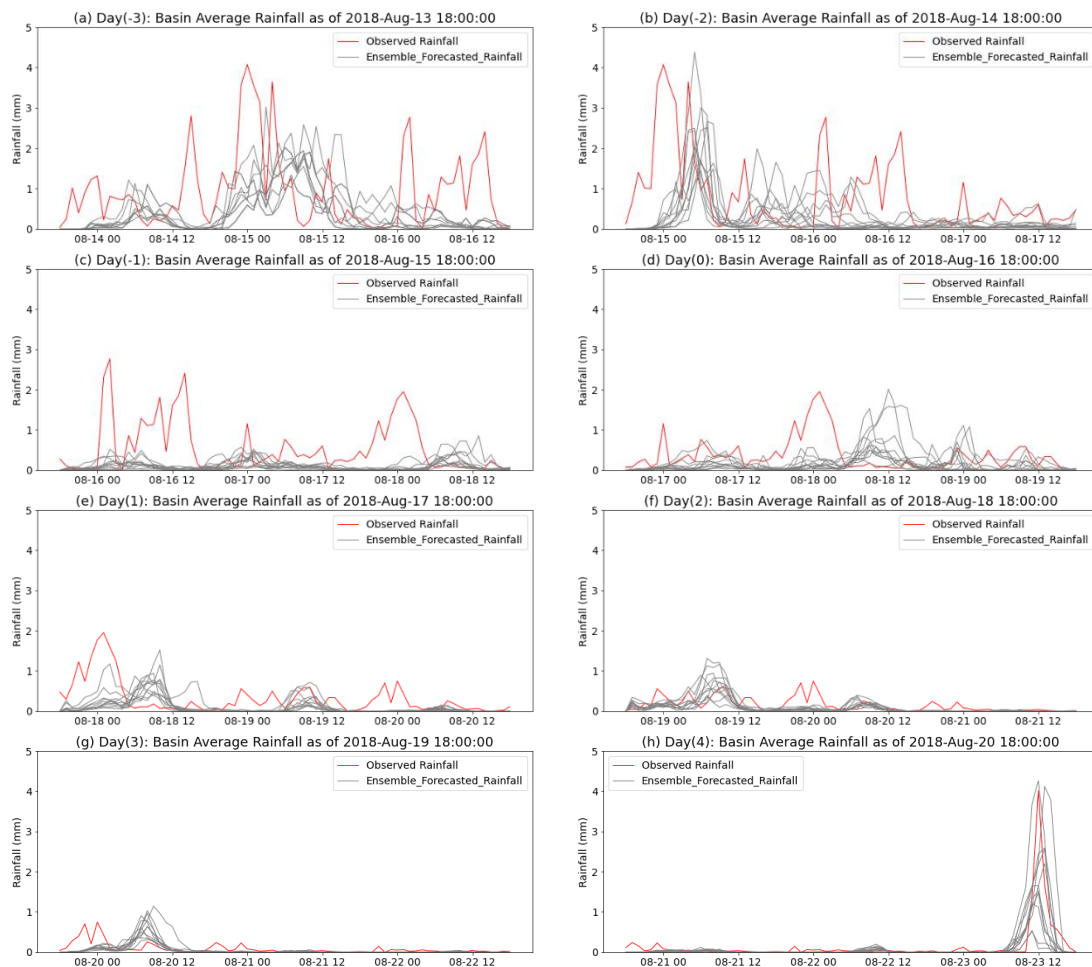 (a) Day(-3): Basin Average Rainfall as of 2018-Aug-13 18:00:00
Observed Rainfall
Ensemble_Forecasted_Rainfall
Rainfall (mm)
5
4
3
2
1
0
08-14 00 08-14 12 08-15 00 08-15 12 08-16 00 08-16 12
(b) Day(-2): Basin Average Rainfall as of 2018-Aug-14 18:00:00
Observed Rainfall
Ensemble_Forecasted_Rainfall
Rainfall (mm)
5
4
3
2
1
0
08-15 00 08-15 12 08-16 00 08-16 12 08-17 00 08-17 12
(c) Day(-1): Basin Average Rainfall as of 2018-Aug-15 18:00:00
Observed Rainfall
Ensemble_Forecasted_Rainfall
Rainfall (mm)
5
4
3
2
1
0
08-16 00 08-16 12 08-17 00 08-17 12 08-18 00 08-18 12
(d) Day(0): Basin Average Rainfall as of 2018-Aug-16 18:00:00
Observed Rainfall
Ensemble_Forecasted_Rainfall
Rainfall (mm)
5
4
3
2
1
0
08-17 00 08-17 12 08-18 00 08-18 12 08-19 00 08-19 12
(e) Day(1): Basin Average Rainfall as of 2018-Aug-17 18:00:00
Observed Rainfall
Ensemble_Forecasted_Rainfall
Rainfall (mm)
5
4
3
2
1
0
08-18 00 08-18 12 08-19 00 08-19 12 08-20 00 08-20 12
(f) Day(2): Basin Average Rainfall as of 2018-Aug-18 18:00:00
Observed Rainfall
Ensemble_Forecasted_Rainfall
Rainfall (mm)
5
4
3
2
1
0
08-19 00 08-19 12 08-20 00 08-20 12 08-21 00 08-21 12
(g) Day(3): Basin Average Rainfall as of 2018-Aug-19 18:00:00
Observed Rainfall
Ensemble_Forecasted_Rainfall
Rainfall (mm)
5
4
3
2
1
0
08-20 00 08-20 12 08-21 00 08-21 12 08-22 00 08-22 12
(h) Day(4): Basin Average Rainfall as of 2018-Aug-20 18:00:00
Observed Rainfall
Ensemble_Forecasted_Rainfall
Rainfall (mm)
5
4
3
2
1
0
08-21 00 08-21 12 08-22 00 08-22 12 08-23 00 08-23 12